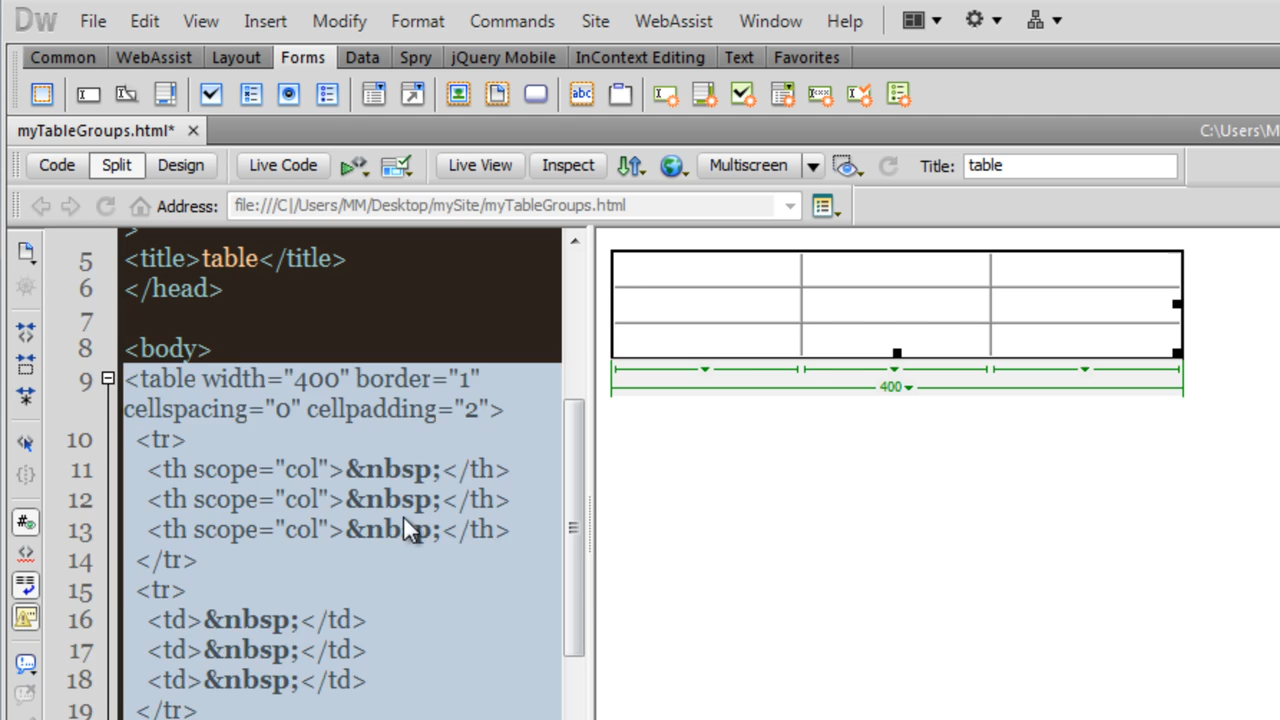 Dw File Edit View Insert Modify Format Commands Site WebAssist Window Help
Common WebAssist Layout Forms Data Spry jQuery Mobile InContext Editing Text Favorites
abc
myTableGroups.html*
C:\Users\M
Code Split Design Live Code Live View Inspect Multiscreen Title: table
Address: file:///C|/Users/MM/Desktop/mySite/myTableGroups.html
>
5 <title>table</title>
6 </head>
7
8 <body>
9 <table width="400" border="1"
cellspacing="0" cellpadding="2">
10 <tr>
11 <th scope="col">&nbsp;</th>
12 <th scope="col">&nbsp;</th>
13 <th scope="col">&nbsp;</th>
14 </tr>
15 <tr>
16 <td>&nbsp;</td>
17 <td>&nbsp;</td>
18 <td>&nbsp;</td>
19 </tr>
400